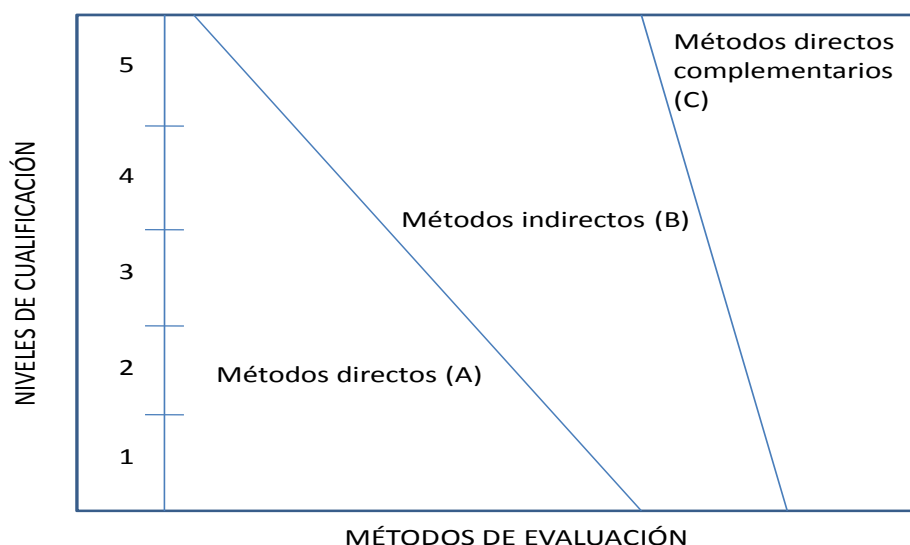 NIVELES DE CUALIFICACIÓN
5
4
3
2
1
Métodos directos
complementarios
(C)
Métodos indirectos (B)
Métodos directos (A)
MÉTODOS DE EVALUACIÓN